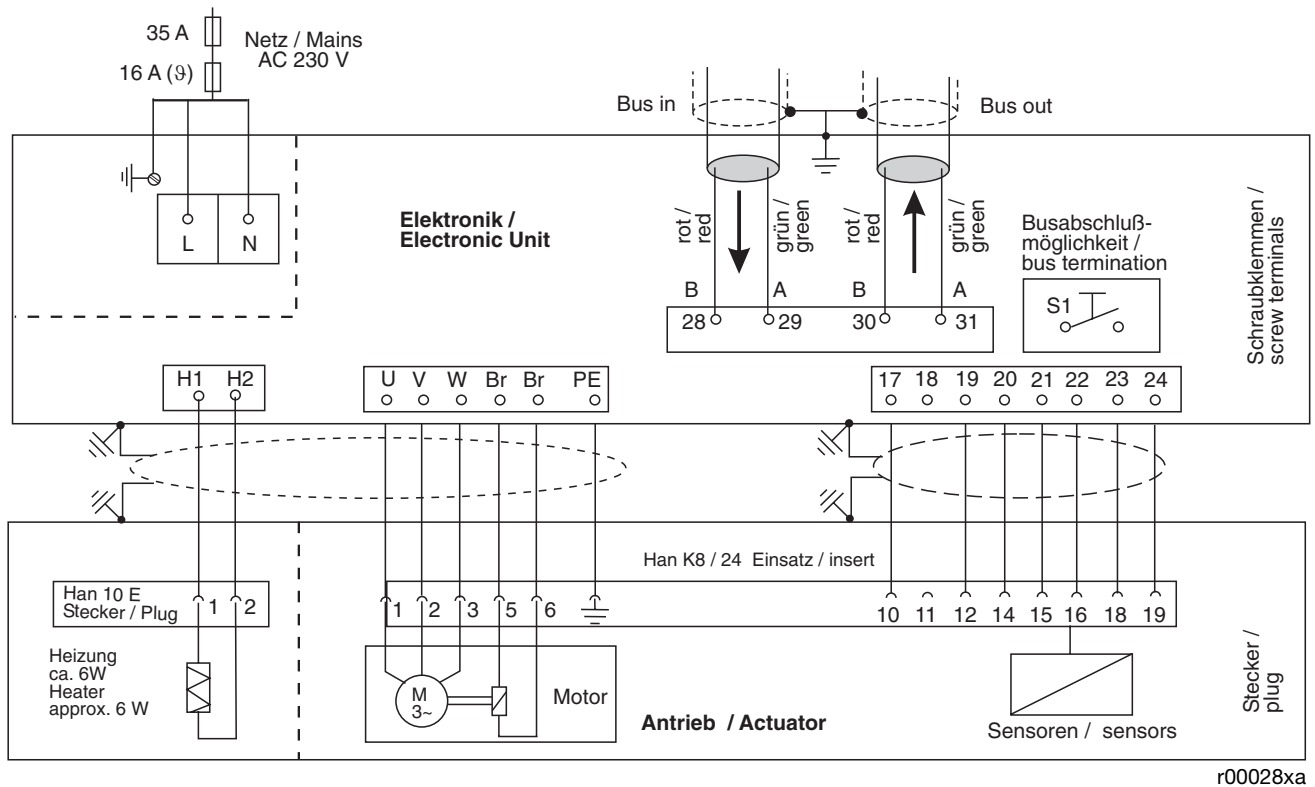 35 A
Netz / Mains
AC 230 V
16 A (ϑ)
Bus in
Bus out
L N
Elektronik /
Electronic Unit
rot /
red
grün /
green
rot /
red
grün /
green
Busabschluß-
möglichkeit /
bus termination
S1
Schraubklemmen /
screw terminals
B A B A
28 29 30 31
H1 H2
U V W Br Br PE
17 18 19 20 21 22 23 24
Han K8 / 24 Einsatz / insert
Han 10 E
Stecker / Plug
1 2
1 2 3 5 6
10 11 12 14 15 16 18 19
Heizung
ca. 6W
Heater
approx. 6 W
M
3~
Motor
Antrieb / Actuator
Sensoren / sensors
Stecker /
plug
r00028xa